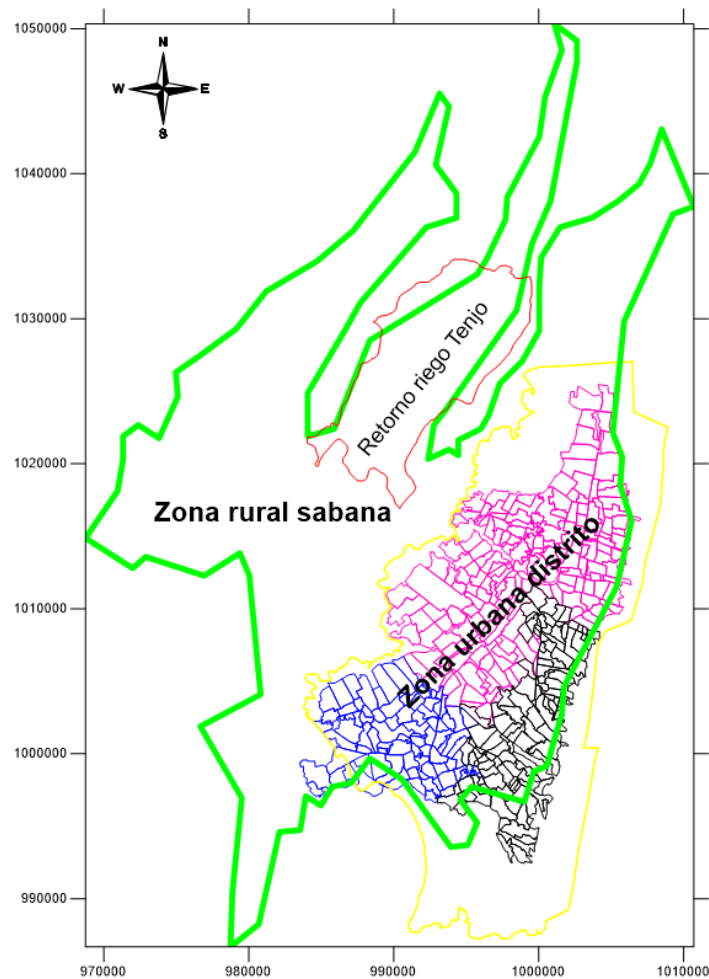 1050000
N
W E
S
1040000
1030000
Retorno riego Tenjo
1020000
Zona rural sabana
Zona urbana distrito
1010000
1000000
990000
970000 980000 990000 1000000 1010000